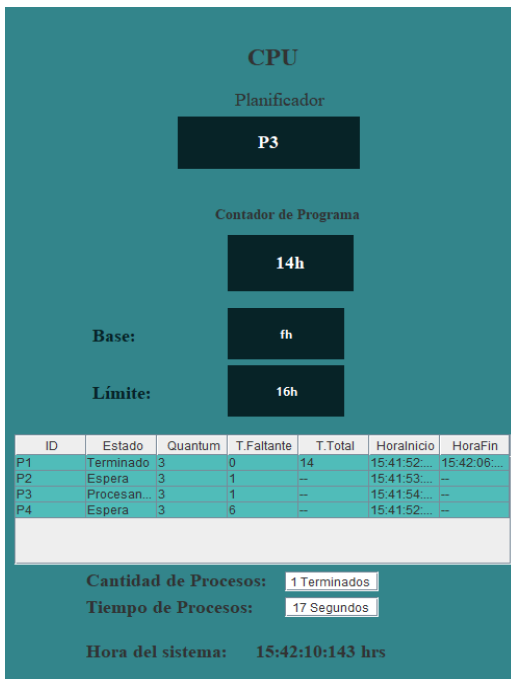 CPU
Planificador
P3
Contador de Programa
14h
Base: fh
Límite: 16h
ID Estado Quantum T.Faltante T.Total HoraInicio HoraFin
P1 Terminado 3 0 14 15:41:52:... 15:42:06:...
P2 Espera 3 1 -- 15:41:53:... --
P3 Procesan... 3 1 -- 15:41:54:... --
P4 Espera 3 6 -- 15:41:52:... --
Cantidad de Procesos: 1 Terminados
Tiempo de Procesos: 17 Segundos
Hora del sistema: 15:42:10:143 hrs